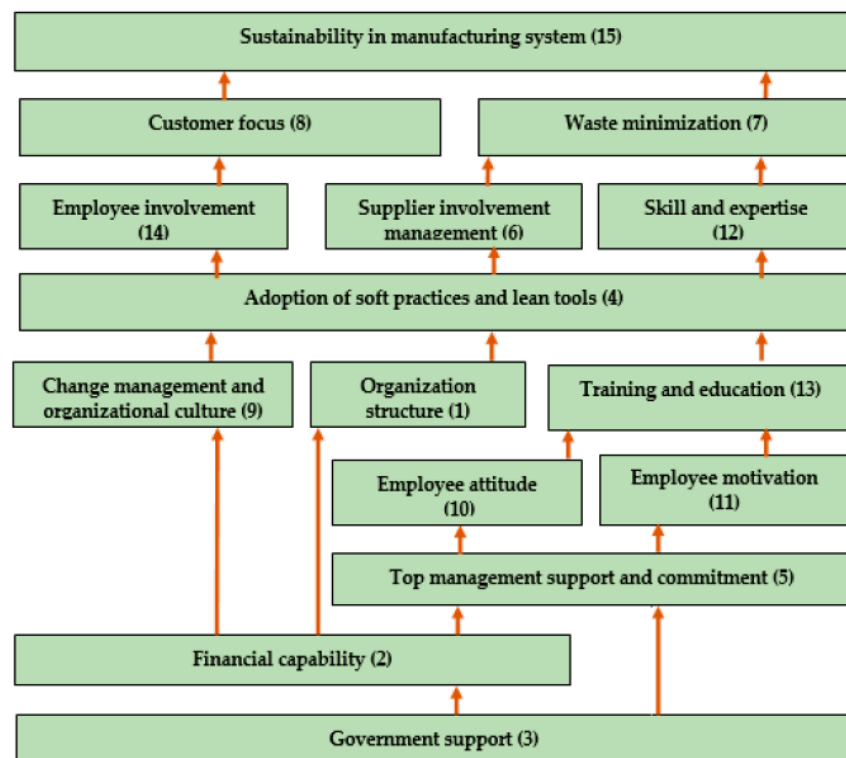 Sustainability in manufacturing system (15)
Customer focus (8)
Waste minimization (7)
Employee involvement
(14)
Supplier involvement
management (6)
Skill and expertise
(12)
Adoption of soft practices and lean tools (4)
Change management and
organizational culture (9)
Organization
structure (1)
Training and education (13)
Employee attitude
(10)
Employee motivation
(11)
Top management support and commitment (5)
Financial capability (2)
Government support (3)